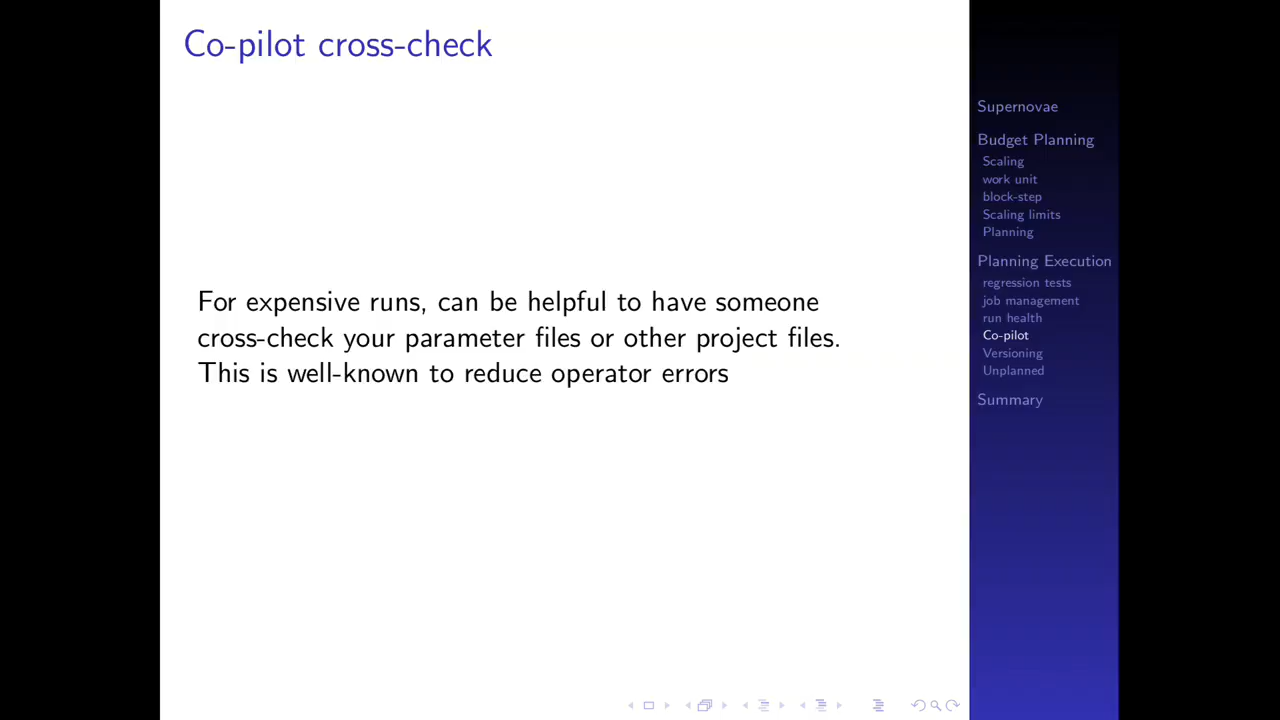 Co-pilot cross-check
For expensive runs, can be helpful to have someone
cross-check your parameter files or other project files.
This is well-known to reduce operator errors
Supernovae
Budget Planning
Scaling
work unit
block-step
Scaling limits
Planning
Planning Execution
regression tests
job management
run health
Co-pilot
Versioning
Unplanned
Summary